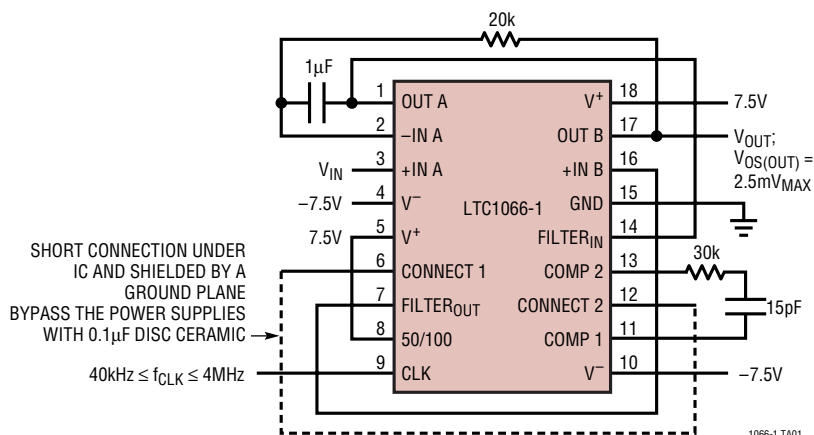 20k
1µF
1 OUT A V+ 18 7.5V
2 –IN A OUT B 17 VOUT;
VOS(OUT) =
2.5mVMAX
VIN 3 +IN A +IN B 16
–7.5V 4 V– LTC1066-1 GND 15
7.5V 5 V+ FILTERIN 14
6 CONNECT 1 COMP 2 13 30k
7 FILTEROUT CONNECT 2 12 15pF
8 50/100 COMP 1 11
40kHz ≤ fCLK ≤ 4MHz 9 CLK V– 10 –7.5V
SHORT CONNECTION UNDER
IC AND SHIELDED BY A
GROUND PLANE
BYPASS THE POWER SUPPLIES
WITH 0.1µF DISC CERAMIC
1066-1 TA01